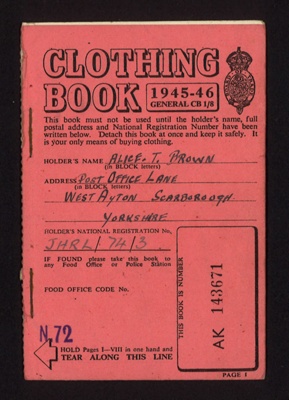 CLOTHING
BOOK 1945-46
GENERAL CB 1/8
This book must not be used until the holder's name, full
postal address and National Registration Number have been
written below. Detach this book at once and keep it safely. It
is your only means of buying clothing.
HOLDER'S NAME ALICE. T. BROWN
(in BLOCK letters)
ADDRESS POST OFFICE LANE
(in BLOCK letters)
WEST AYTON SCARBOROUGH
YORKSHIRE
HOLDER'S NATIONAL REGISTRATION No.
JHRL/ 74/3.
IF FOUND please take this book to
any Food Office or Police Station
FOOD OFFICE CODE No.
THIS BOOK IS NUMBER
AK 143671
N.72
HOLD Pages I—VIII in one hand and
TEAR ALONG THIS LINE
PAGE I